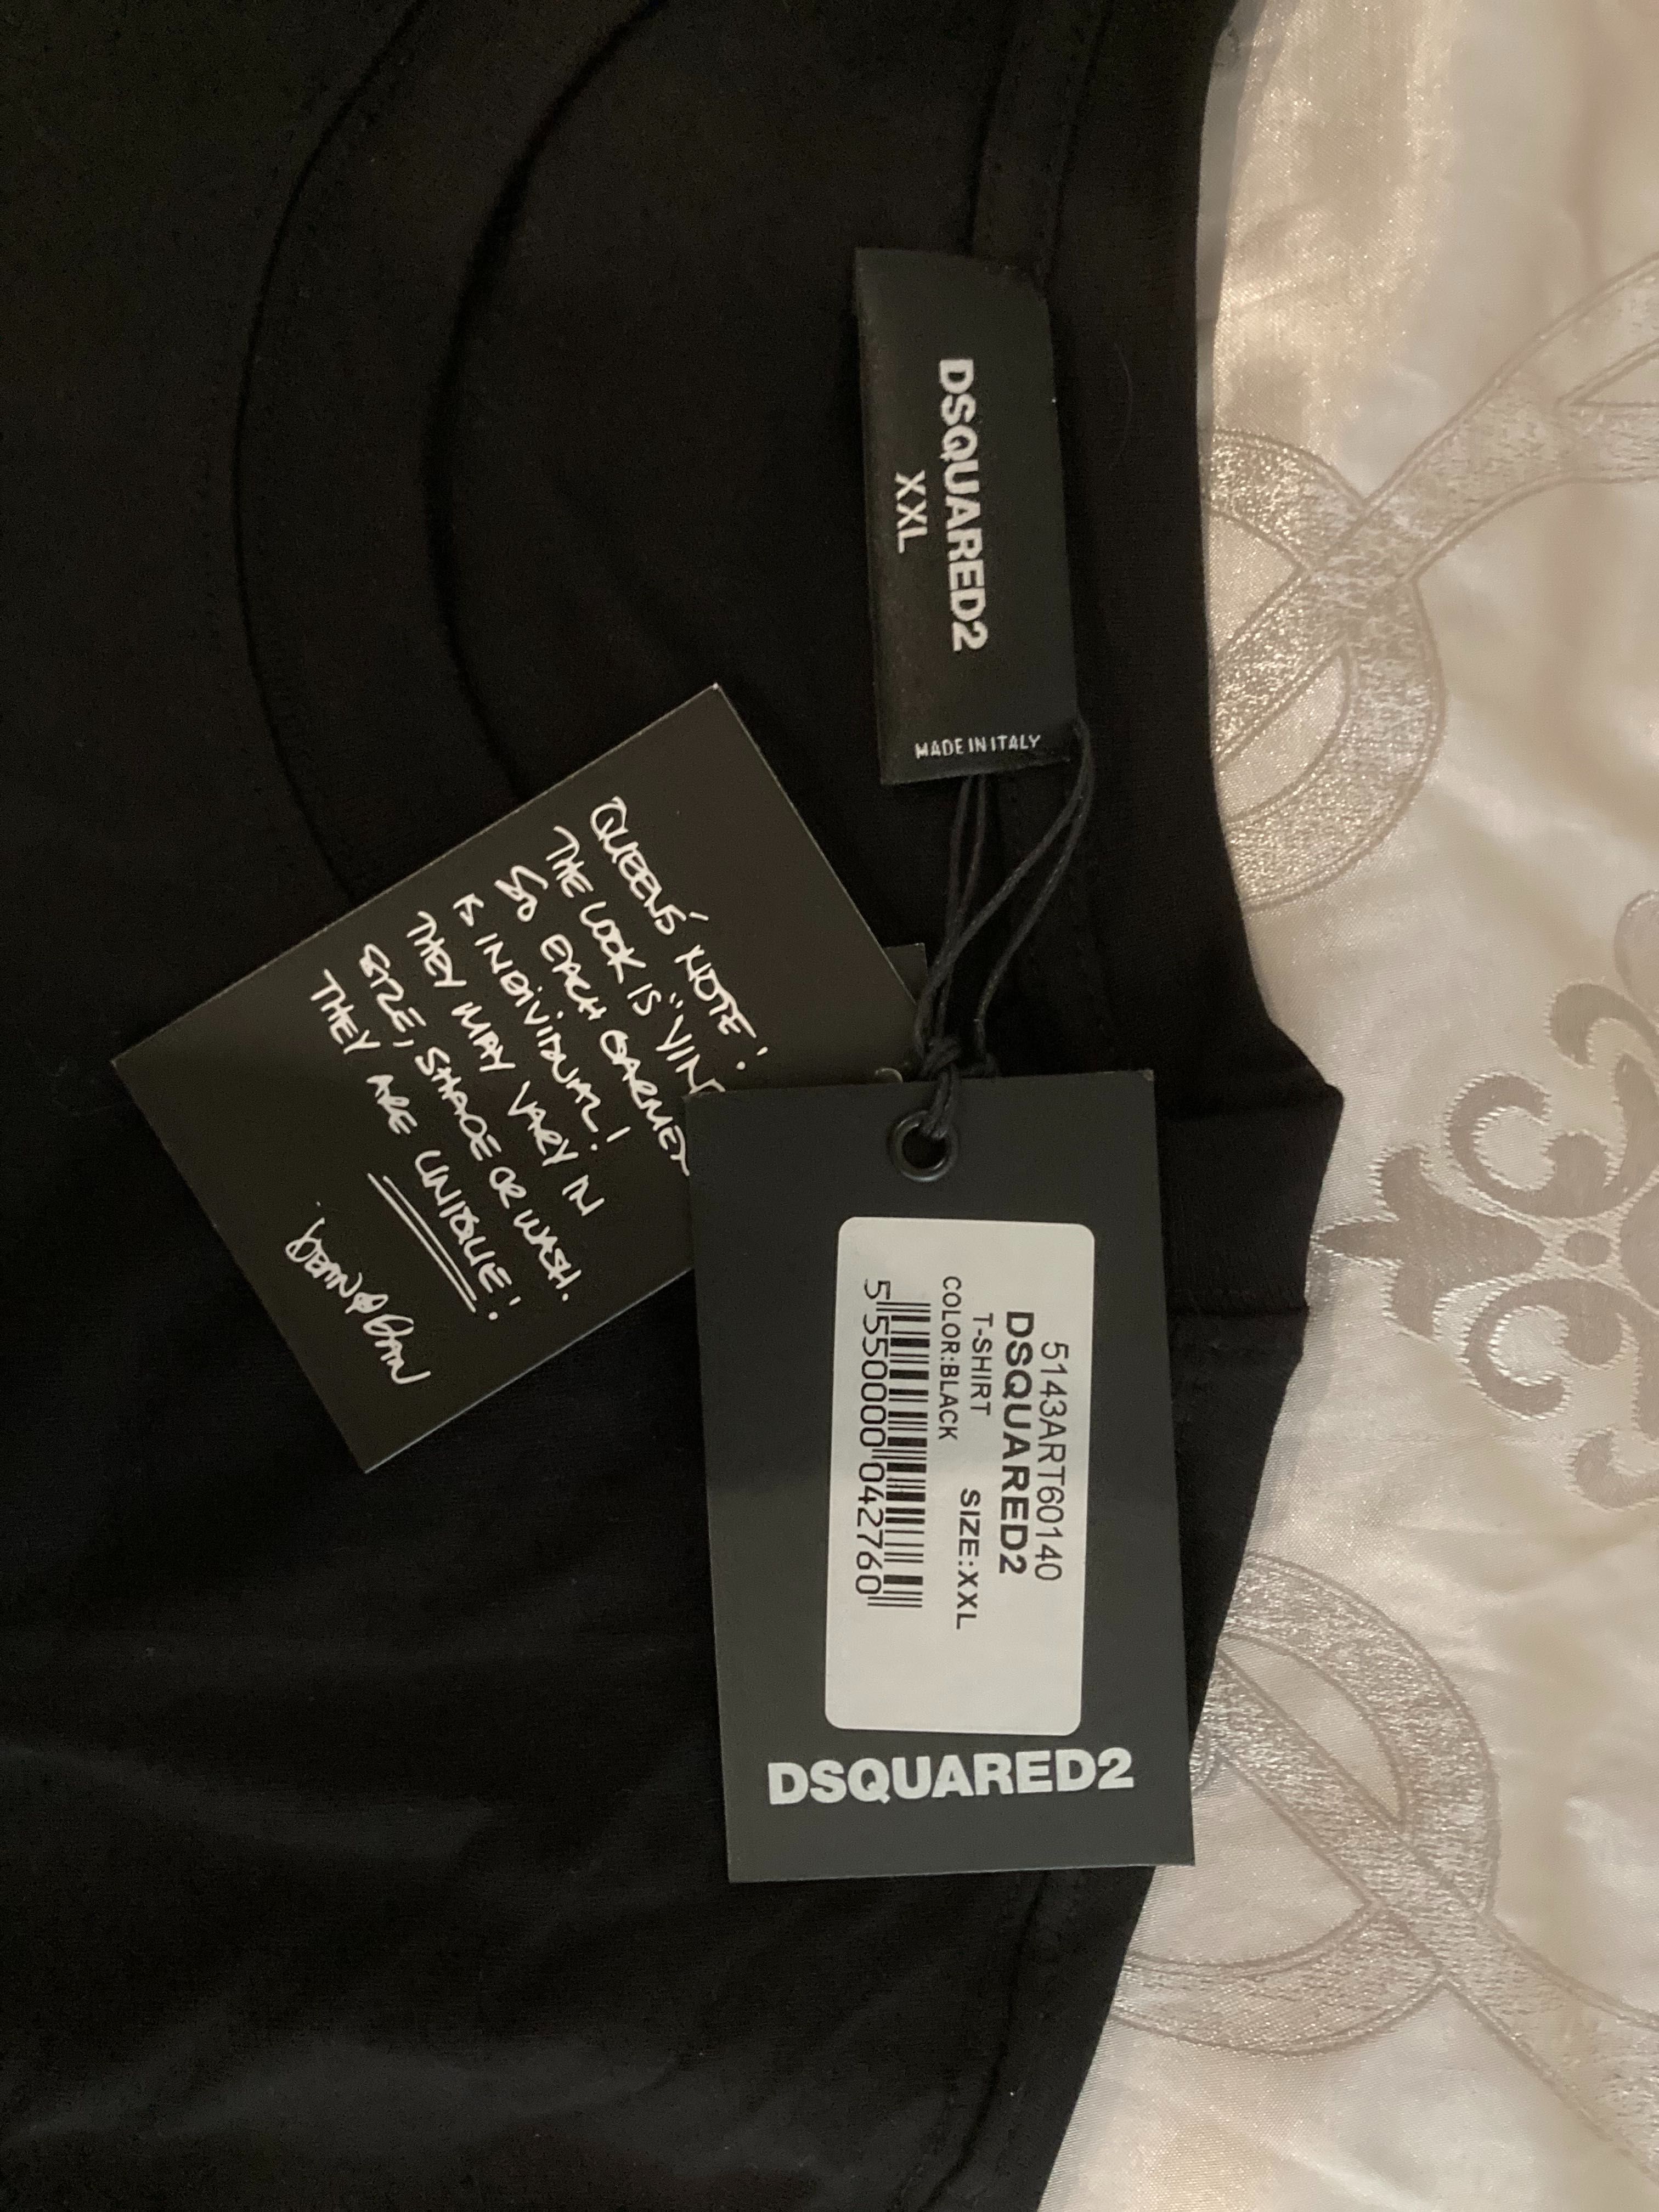 DSQUARED2
XXL
MADE IN ITALY
QUEENS' NOTE!
THE LOOK IS "VIN
SO EACH GARMEN
IS INDIVIDUAL!
THEY MAY VARY IN
SIZE, SHADE OR WASH.
THEY ARE UNIQUE!
DEAN & DAN
5143ART60140
DSQUARED2
T-SHIRT
SIZE:XXL
COLOR:BLACK
5 550000 042760
DSQUARED2